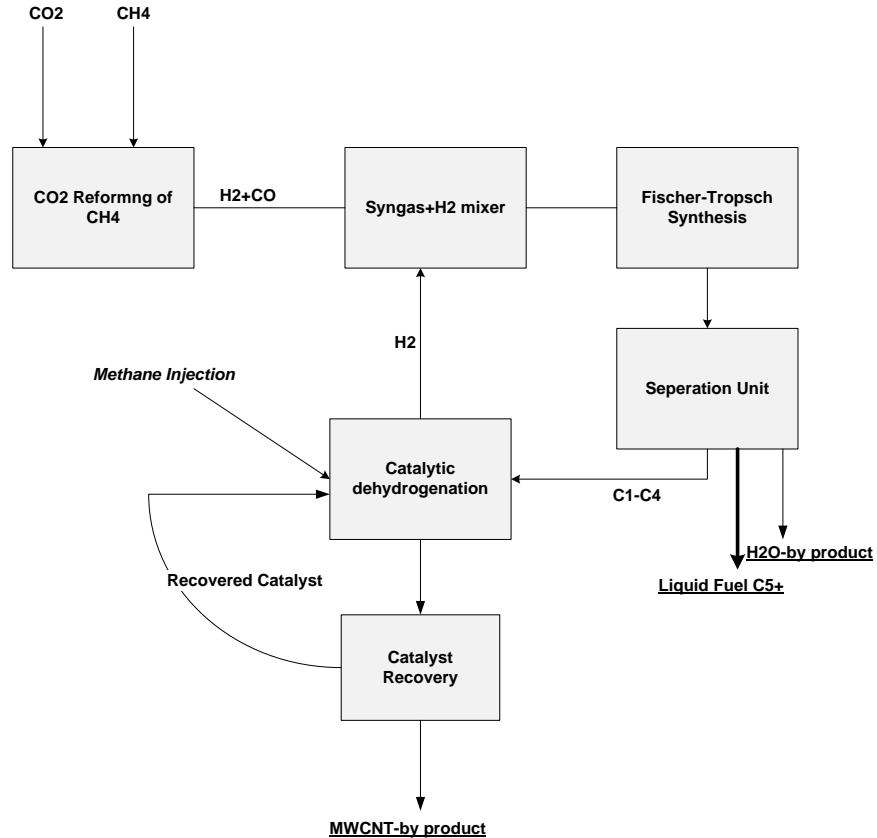 CO2
CH4
CO2 Reformng of
CH4
H2+CO
Syngas+H2 mixer
Fischer-Tropsch
Synthesis
H2
Methane Injection
Seperation Unit
Catalytic
dehydrogenation
C1-C4
H2O-by product
Liquid Fuel C5+
Recovered Catalyst
Catalyst
Recovery
MWCNT-by product